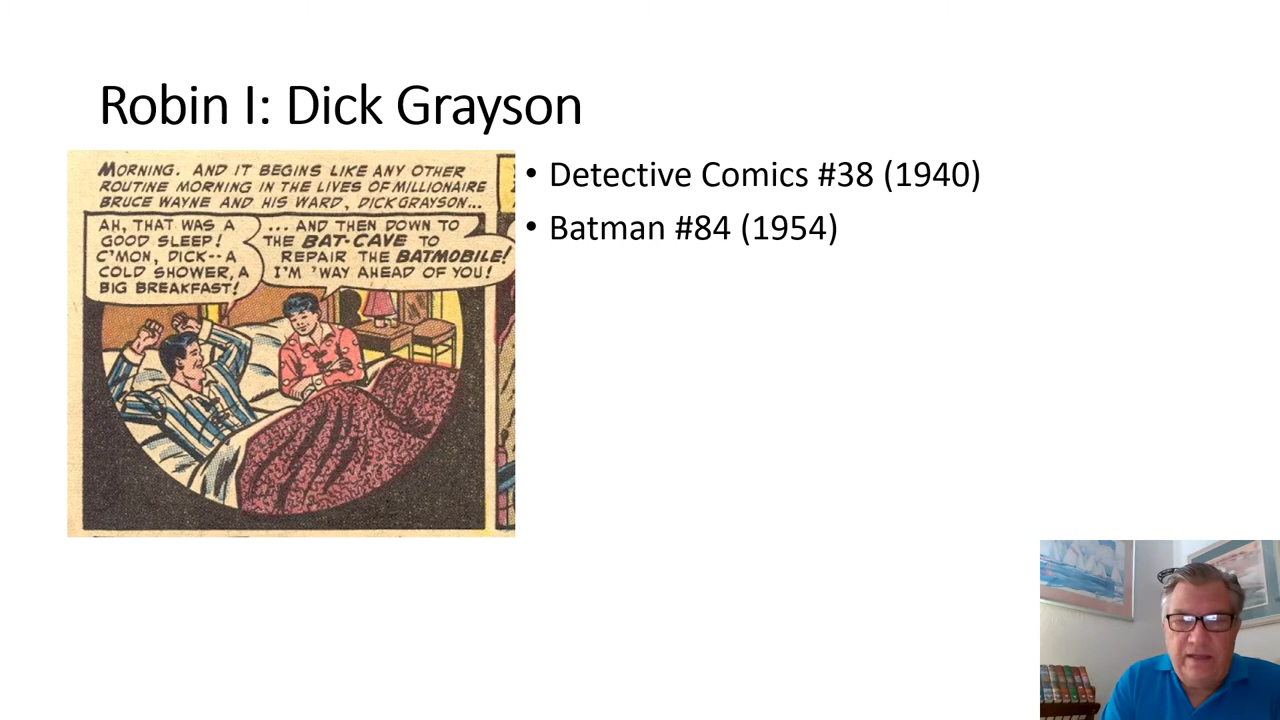 Robin I: Dick Grayson
MORNING. AND IT BEGINS LIKE ANY OTHER
ROUTINE MORNING IN THE LIVES OF MILLIONAIRE
BRUCE WAYNE AND HIS WARD, DICK GRAYSON...
AH, THAT WAS A
GOOD SLEEP!
C'MON, DICK--A
COLD SHOWER, A
BIG BREAKFAST!
... AND THEN DOWN TO
THE BAT-CAVE TO
REPAIR THE BATMOBILE!
I'M 'WAY AHEAD OF YOU!
• Detective Comics #38 (1940)
• Batman #84 (1954)